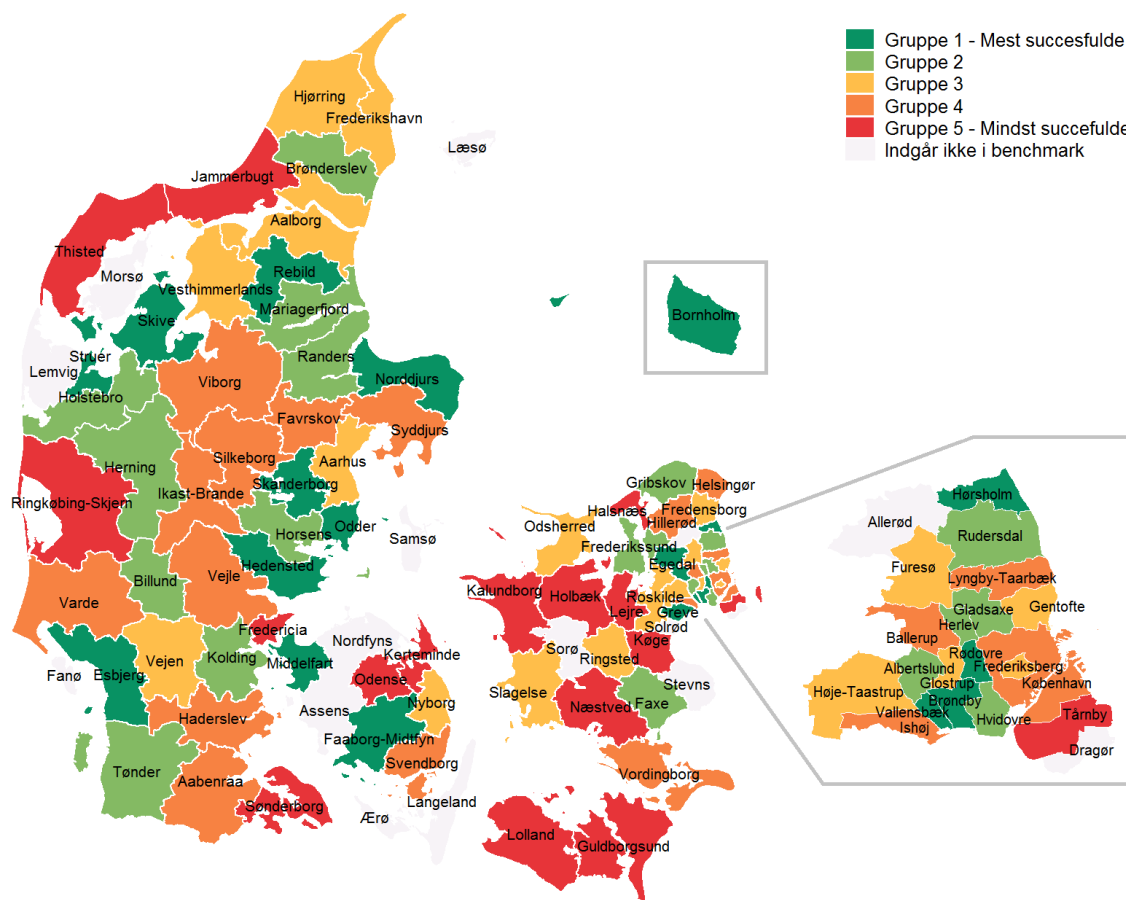 Gruppe 1 - Mest succesfulde
Gruppe 2
Gruppe 3
Gruppe 4
Gruppe 5 - Mindst succefulde
Indgår ikke i benchmark
Hjørring
Frederikshavn
Læsø
Brønderslev
Jammerbugt
Aalborg
Thisted
Morsø
Rebild
Vesthimmerlands
Mariagerfjord
Bornholm
Skive
Struer
Lemvig
Randers
Viborg
Norddjurs
Holstebro
Favrskov
Syddjurs
Silkeborg
Aarhus
Herning
Skanderborg
Ikast-Brande
Ringkøbing-Skjern
Odder
Horsens
Samsø
Hedensted
Billund
Vejle
Varde
Fredericia
Nordfyns
Kerteminde
Vejen
Kolding
Middelfart
Esbjerg
Fanø
Odense
Nyborg
Assens
Haderslev
Faaborg-Midtfyn
Svendborg
Tønder
Aabenraa
Langeland
Sønderborg
Ærø
Gribskov
Helsingør
Halsnæs
Fredensborg
Hillerød
Odsherred
Frederikssund
Egedal
Kalundborg
Holbæk
Roskilde
Lejre
Greve
Solrød
Køge
Sorø
Ringsted
Stevns
Slagelse
Næstved
Faxe
Vordingborg
Lolland
Guldborgsund
Hørsholm
Allerød
Rudersdal
Furesø
Lyngby-Taarbæk
Gladsaxe
Gentofte
Herlev
Ballerup
Rødovre
Albertslund
Frederiksberg
Glostrup
København
Høje-Taastrup
Brøndby
Vallensbæk
Hvidovre
Ishøj
Tårnby
Dragør